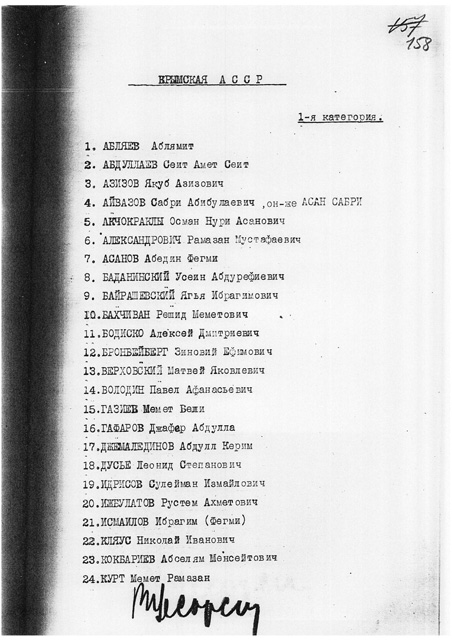 157
158
КРЫМСКАЯ АССР
1-я категория.
1. АБЛЯЕВ Аблямит
2. АБДУЛЛАЕВ Сеит Амет Сеит
3. АЗИЗОВ Якуб Азизович
4. АЙВАЗОВ Сабри Абибулаевич ,он-же АСАН САБРИ
5. АКЧОКРАКЛЫ Осман Нури Асанович
6. АЛЕКСАНДРОВИЧ Рамазан Мустафаевич
7. АСАНОВ Абедин Фегми
8. БАДАНИНСКИЙ Усеин Абдурефиевич
9. БАЙРАШЕВСКИЙ Ягья Ибрагимович
10.БАХЧИВАН Решид Меметович
11.БОДИСКО Алексей Дмитриевич
12.БРОНВЕЙБЕРГ Зиновий Ефимович
13.ВЕРХОВСКИЙ Матвей Яковлевич
14.ВОЛОДИН Павел Афанасьевич
15.ГАЗИЕВ Мемет Вели
16.ГАФАРОВ Джафар Абдулла
17.ДЖЕМАЛЕДИНОВ Абдулл Керим
18.ДУСЬЕ Леонид Степанович
19.ИДРИСОВ Сулейман Измайлович
20.ИЖБУЛАТОВ Рустем Ахметович
21.ИСМАИЛОВ Ибрагим (Фегми)
22.КЛЯУС Николай Иванович
23.КОКБАРИЕВ Абселям Менсейтович
24.КУРТ Мемет Рамазан